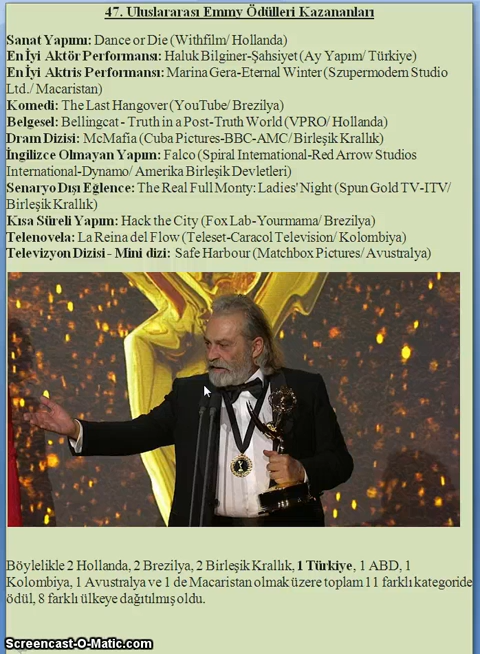 47. Uluslararası Emmy Ödülleri Kazananları
Sanat Yapımı: Dance or Die (Withfilm/ Hollanda)
En İyi Aktör Performansı: Haluk Bilginer-Şahsiyet (Ay Yapım/ Türkiye)
En İyi Aktris Performansı: Marina Gera-Eternal Winter (Szupermodern Studio
Ltd./ Macaristan)
Komedi: The Last Hangover (YouTube/ Brezilya)
Belgesel: Bellingcat - Truth in a Post-Truth World (VPRO/ Hollanda)
Dram Dizisi: McMafia (Cuba Pictures-BBC-AMC/ Birleşik Krallık)
İngilizce Olmayan Yapım: Falco (Spiral International-Red Arrow Studios
International-Dynamo/ Amerika Birleşik Devletleri)
Senaryo Dışı Eğlence: The Real Full Monty: Ladies' Night (Spun Gold TV-ITV/
Birleşik Krallık)
Kısa Süreli Yapım: Hack the City (Fox Lab-Yourmama/ Brezilya)
Telenovela: La Reina del Flow (Teleset-Caracol Television/ Kolombiya)
Televizyon Dizisi - Mini dizi: Safe Harbour (Matchbox Pictures/ Avustralya)
Böylelikle 2 Hollanda, 2 Brezilya, 2 Birleşik Krallık, 1 Türkiye, 1 ABD, 1
Kolombiya, 1 Avustralya ve 1 de Macaristan olmak üzere toplam 11 farklı kategoride
ödül, 8 farklı ülkeye dağıtılmış oldu.
Screencast-O-Matic.com